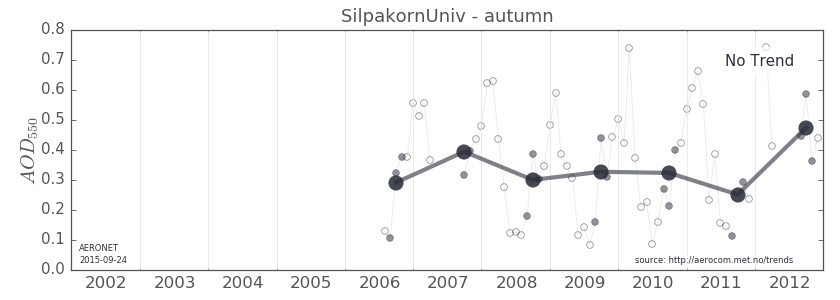 SilpakornUniv - autumn
0.8
0.7
0.6
0.5
0.4
0.3
0.2
0.1
0.0
AOD550
No Trend
AERONET
2015-09-24
source: http://aerocom.met.no/trends
2002 2003 2004 2005 2006 2007 2008 2009 2010 2011 2012